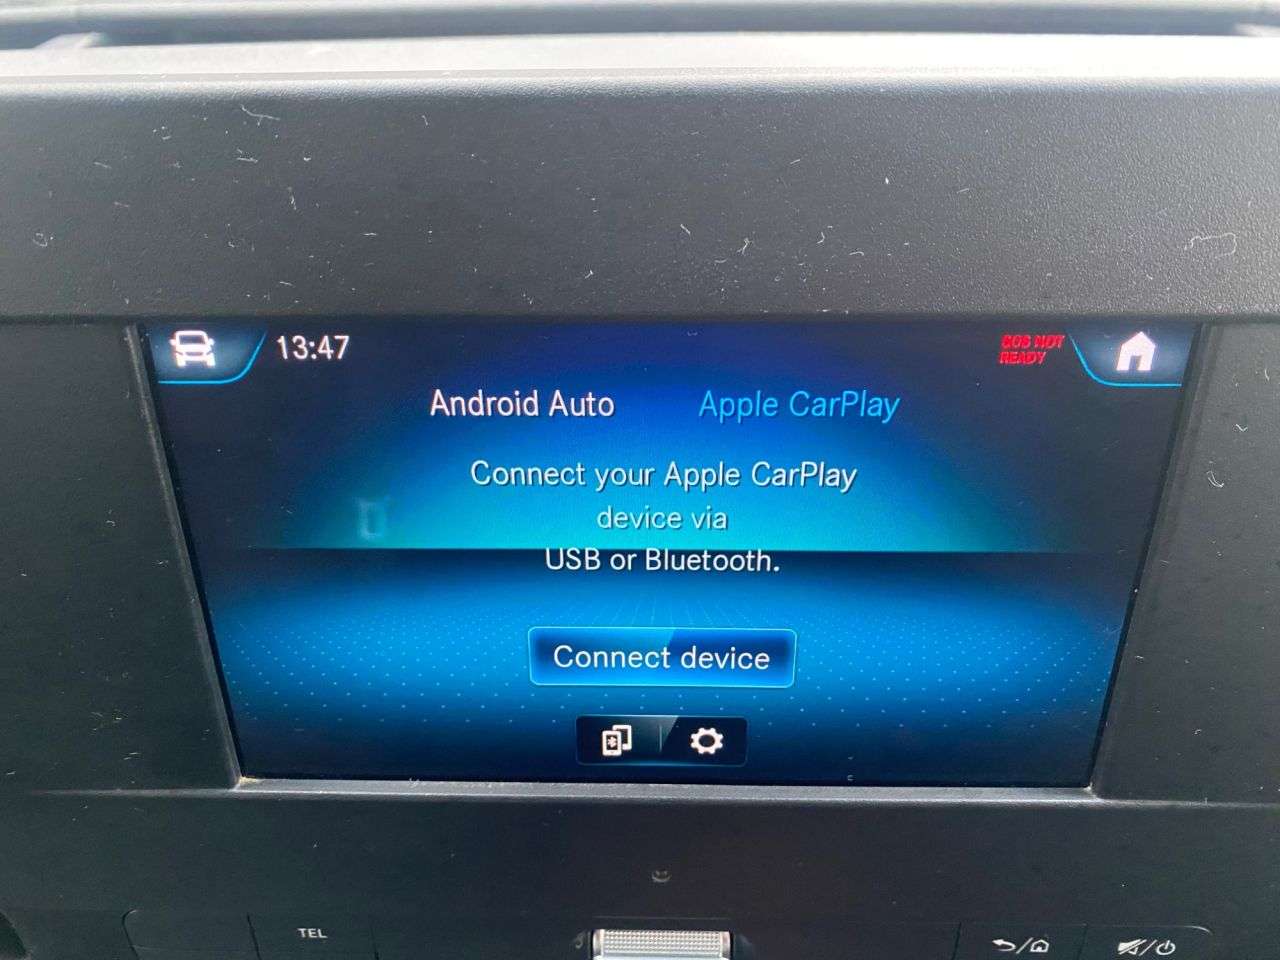 13:47
SOS NOT
READY
Android Auto
Apple CarPlay
Connect your Apple CarPlay
device via
USB or Bluetooth.
Connect device
TEL